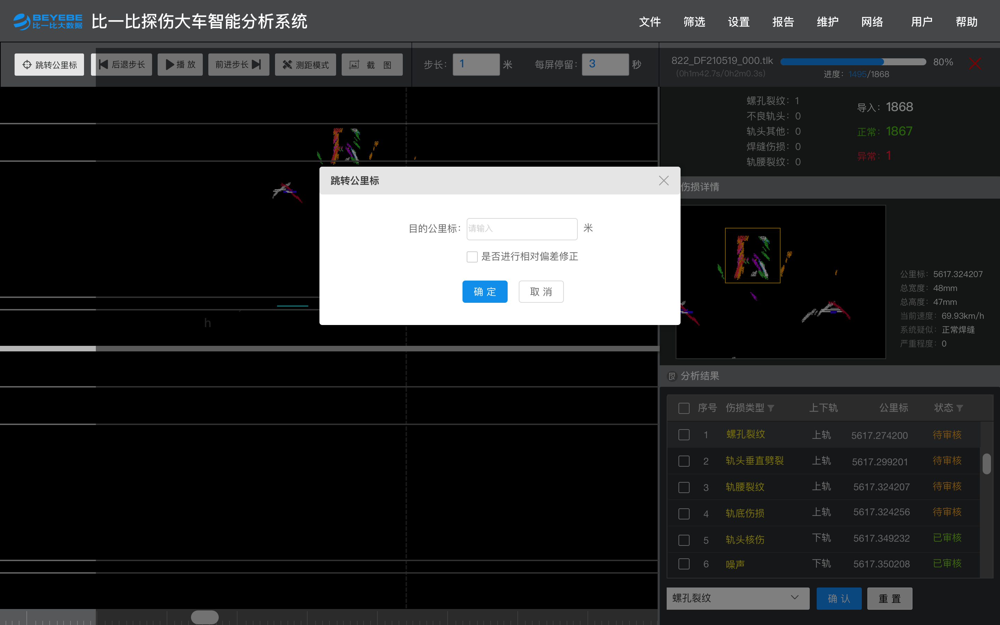 BEYEBE
比一比大数据
比一比探伤大车智能分析系统
文件 筛选 设置 报告 维护 网络 用户 帮助
跳转公里标 后退步长 播 放 前进步长 测距模式 截 图
步长： 1 米 每屏停留： 3 秒
822_DF210519_000.tlk 80%
(0h1m42.7s/0h2m0.3s) 进度：1495/1868
螺孔裂纹：1
不良轨头：0
轨头其他：0
焊缝伤损：0
轨腰裂纹：0
导入：1868
正常：1867
异常：1
跳转公里标
目的公里标： 请输入 米
是否进行相对偏差修正
确 定 取 消
h
伤损详情
公里标：5617.324207
总宽度：48mm
总高度：47mm
当前速度：69.93km/h
系统疑似：正常焊缝
严重程度：0
分析结果
序号 伤损类型 上下轨 公里标 状态
1 螺孔裂纹 上轨 5617.274200 待审核
2 轨头垂直劈裂 上轨 5617.299201 待审核
3 轨腰裂纹 上轨 5617.324207 待审核
4 轨底伤损 上轨 5617.324256 待审核
5 轨头核伤 下轨 5617.349232 已审核
6 噪声 下轨 5617.350208 已审核
螺孔裂纹 确 认 重 置